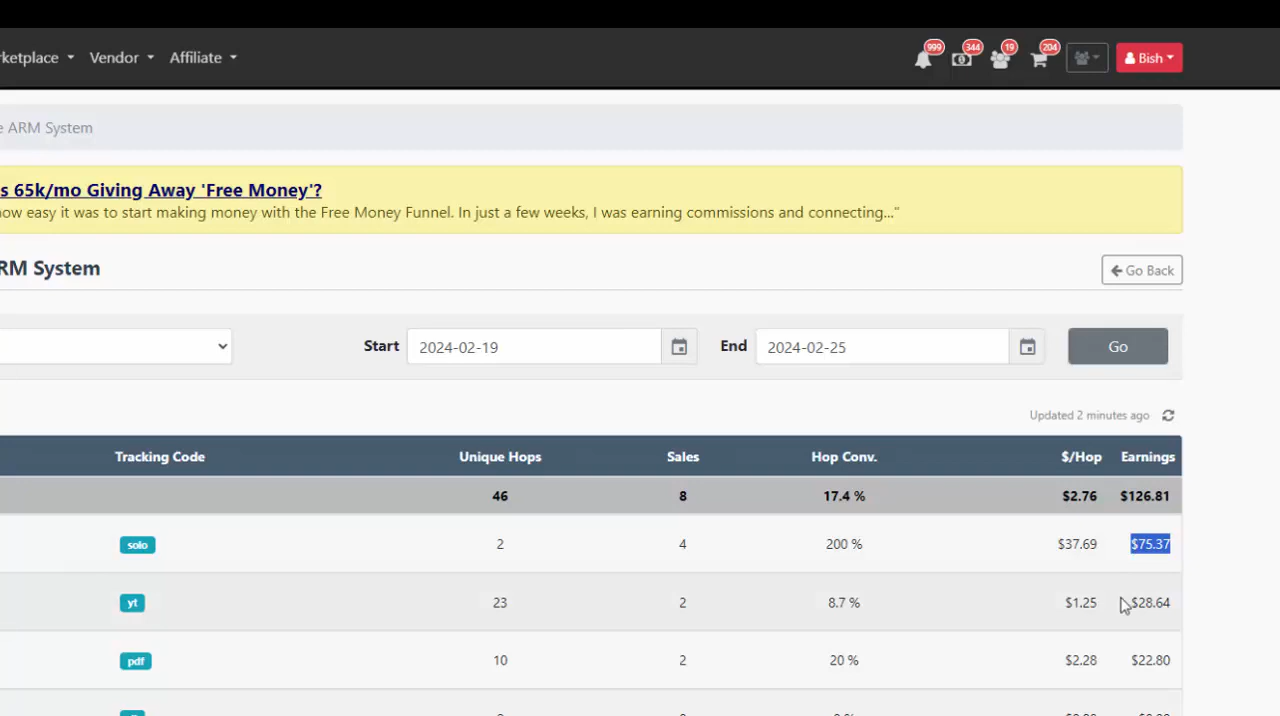 ketplace Vendor Affiliate 999 344 19 204 Bish
e ARM System
s 65k/mo Giving Away 'Free Money'?
now easy it was to start making money with the Free Money Funnel. In just a few weeks, I was earning commissions and connecting...“
RM System Go Back
Start 2024-02-19 End 2024-02-25 Go
Updated 2 minutes ago
Tracking Code Unique Hops Sales Hop Conv. $/Hop Earnings
46 8 17.4 % $2.76 $126.81
solo 2 4 200 % $37.69 $75.37
yt 23 2 8.7 % $1.25 $28.64
pdf 10 2 20 % $2.28 $22.80